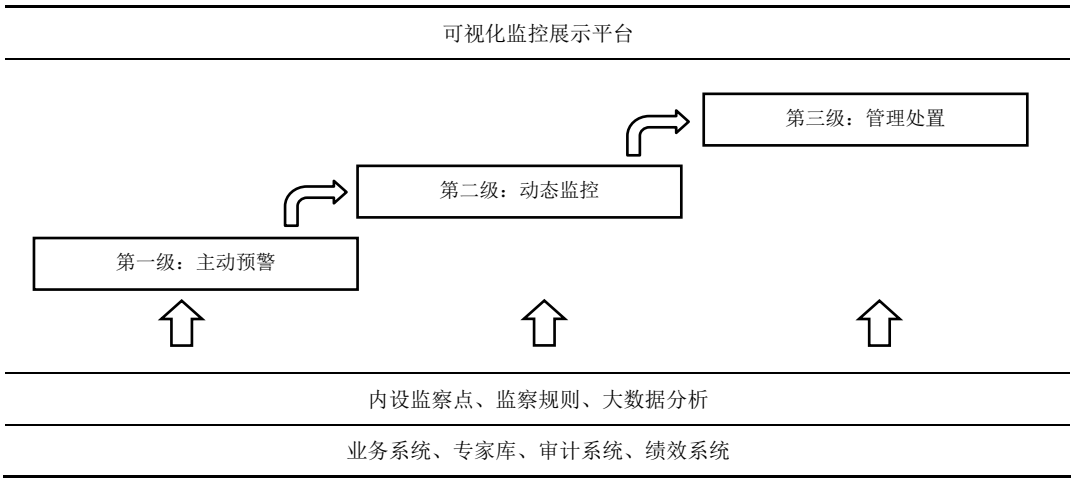 可视化监控展示平台
第三级：管理处置
第二级：动态监控
第一级：主动预警
内设监察点、监察规则、大数据分析
业务系统、专家库、审计系统、绩效系统